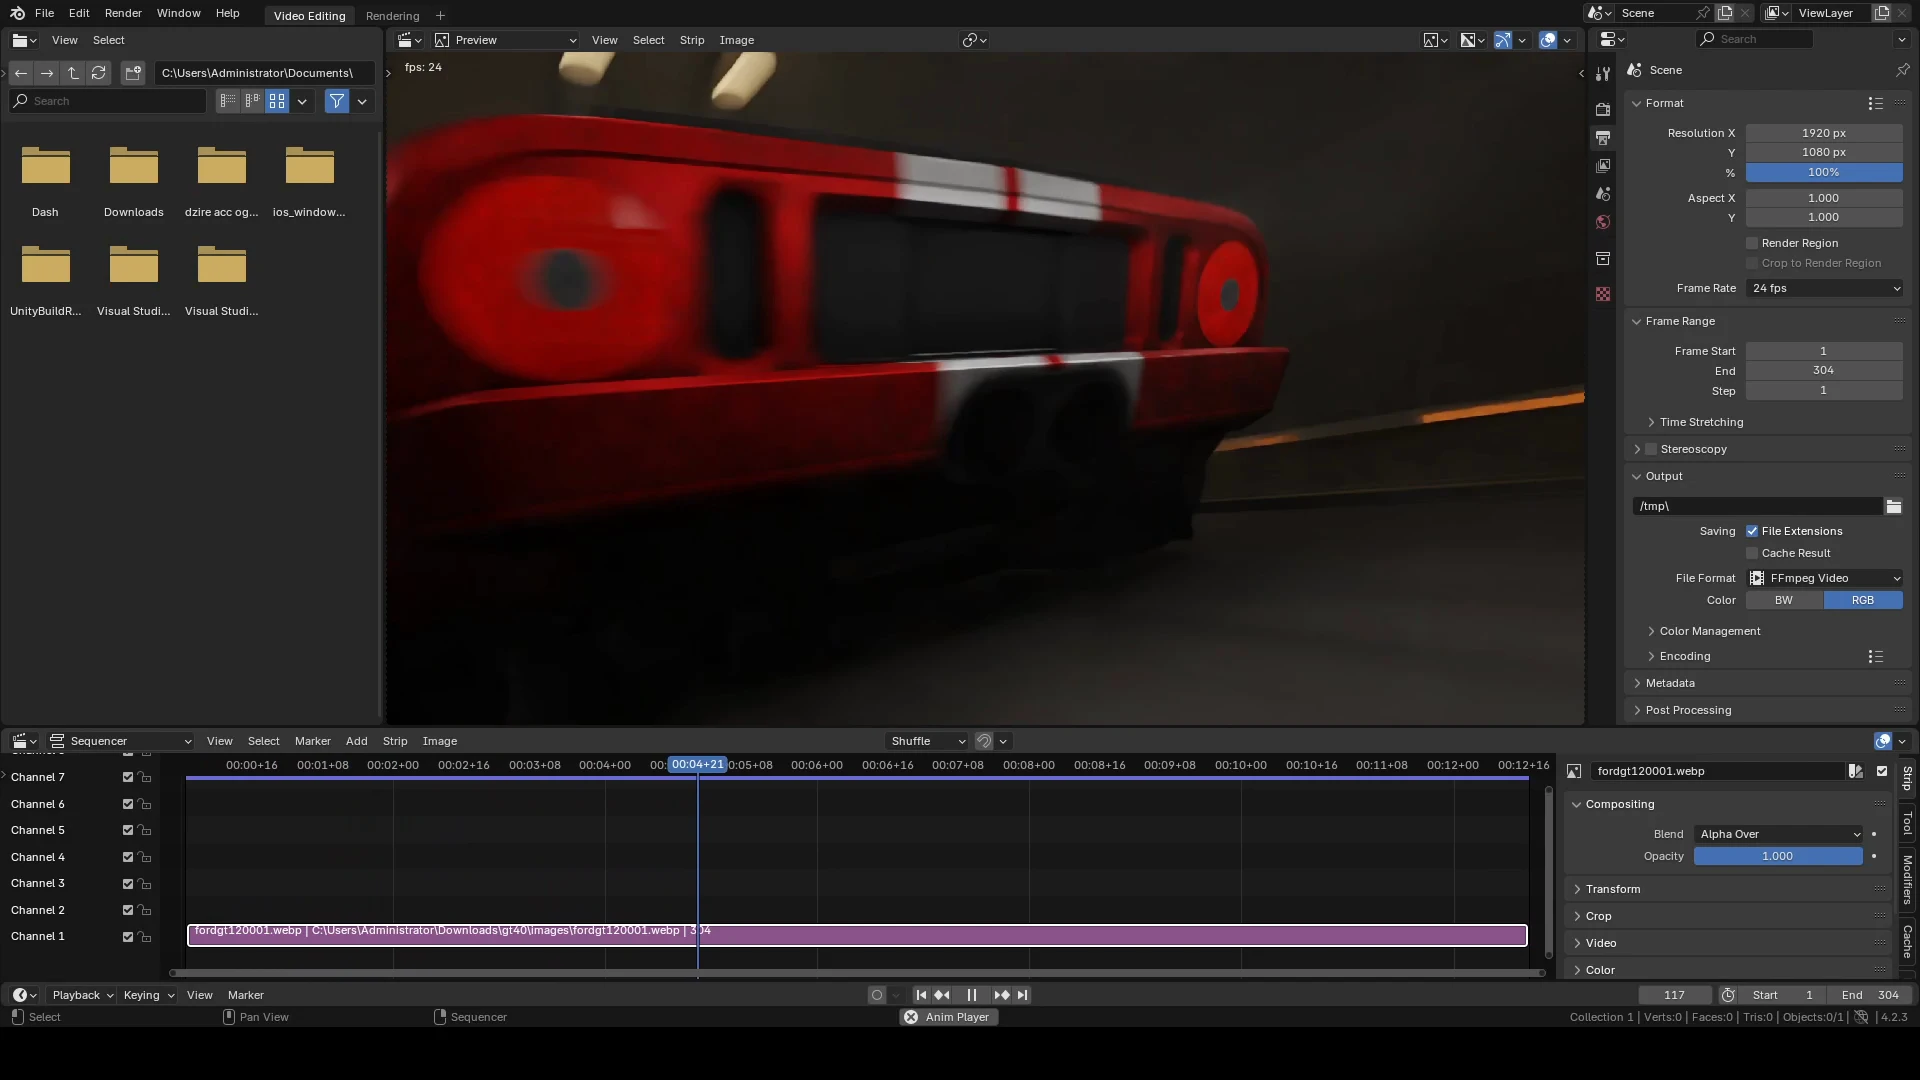 File Edit Render Window Help Video Editing Rendering Scene ViewLayer
View Select
Preview View Select Strip Image
Search
C:\Users\Administrator\Documents\
fps: 24
Scene
Search
Format
Dash Downloads dzire acc og... ios_window...
UnityBuildR... Visual Studi... Visual Studi...
Resolution X 1920 px
Y 1080 px
% 100%
Aspect X 1.000
Y 1.000
Render Region
Crop to Render Region
Frame Rate 24 fps
Frame Range
Frame Start 1
End 304
Step 1
Time Stretching
Stereoscopy
Output
/tmp\
Saving File Extensions
Cache Result
File Format FFmpeg Video
Color BW RGB
Color Management
Encoding
Metadata
Post Processing
Sequencer View Select Marker Add Strip Image Shuffle
00:00+16 00:01+08 00:02+00 00:02+16 00:03+08 00:04+00 00: 00:04+21 0:05+08 00:06+00 00:06+16 00:07+08 00:08+00 00:08+16 00:09+08 00:10+00 00:10+16 00:11+08 00:12+00 00:12+16
Channel 7
Channel 6
Channel 5
Channel 4
Channel 3
Channel 2
Channel 1
fordgt120001.webp | C:\Users\Administrator\Downloads\gt40\images\fordgt120001.webp | 304
fordgt120001.webp
Compositing
Blend Alpha Over
Opacity 1.000
Transform
Crop
Video
Color
Strip
Tool
Modifiers
Cache
Playback Keying View Marker 117 Start 1 End 304
Select Pan View Sequencer Anim Player Collection 1 | Verts:0 | Faces:0 | Tris:0 | Objects:0/1 | 4.2.3